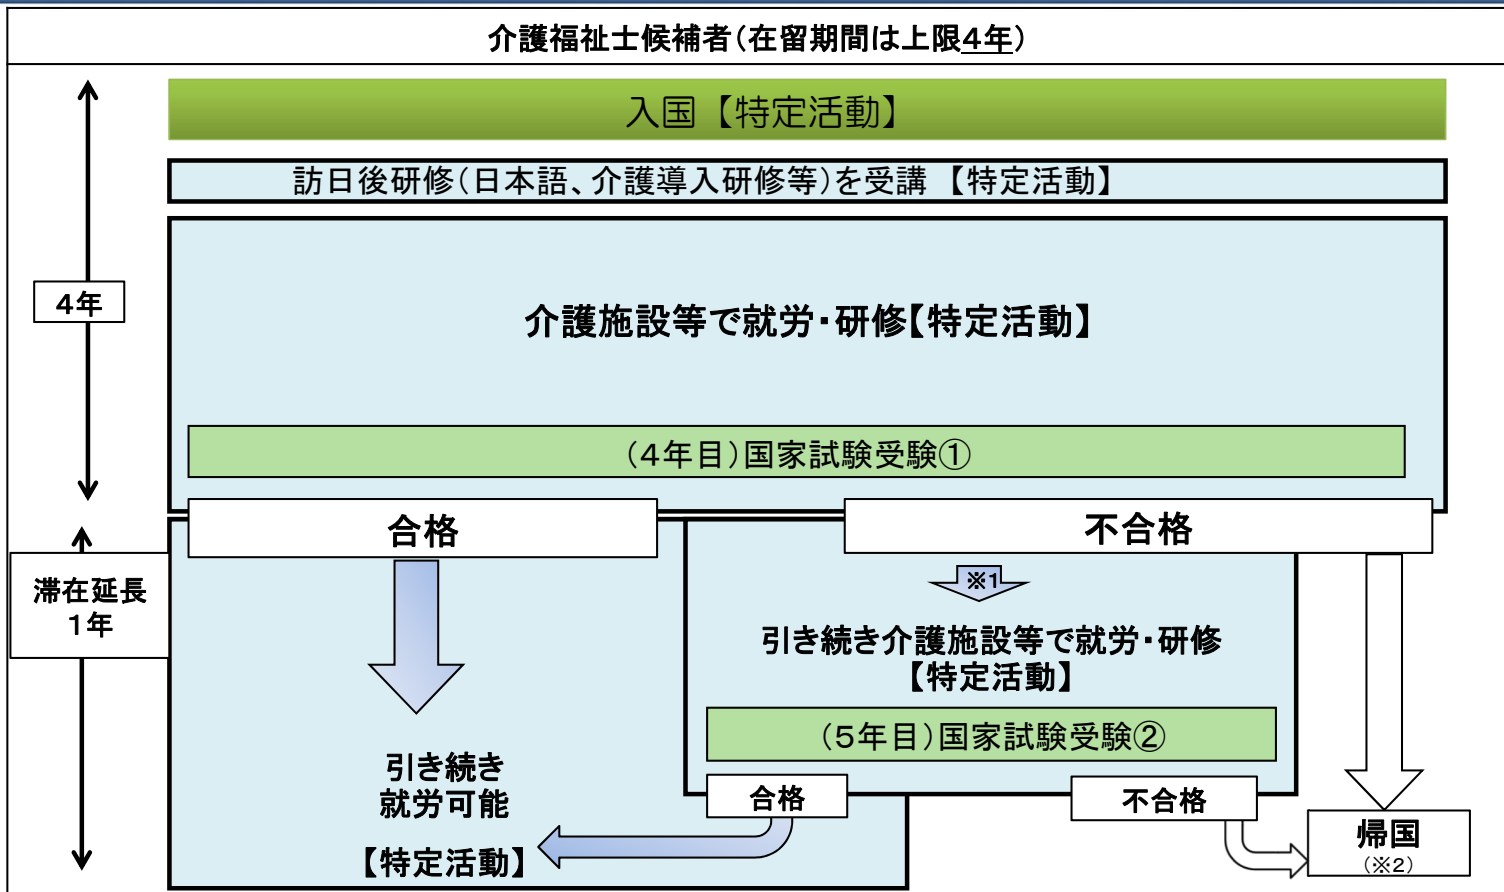 介護福祉士候補者(在留期間は上限4年)
入国【特定活動】
訪日後研修(日本語、介護導入研修等)を受講 【特定活動】
4年
介護施設等で就労・研修【特定活動】
(4年目)国家試験受験①
合格
不合格
滞在延長
1年
※1
引き続き介護施設等で就労・研修
【特定活動】
(5年目)国家試験受験②
引き続き
就労可能
【特定活動】
合格
不合格
帰国
(※2)